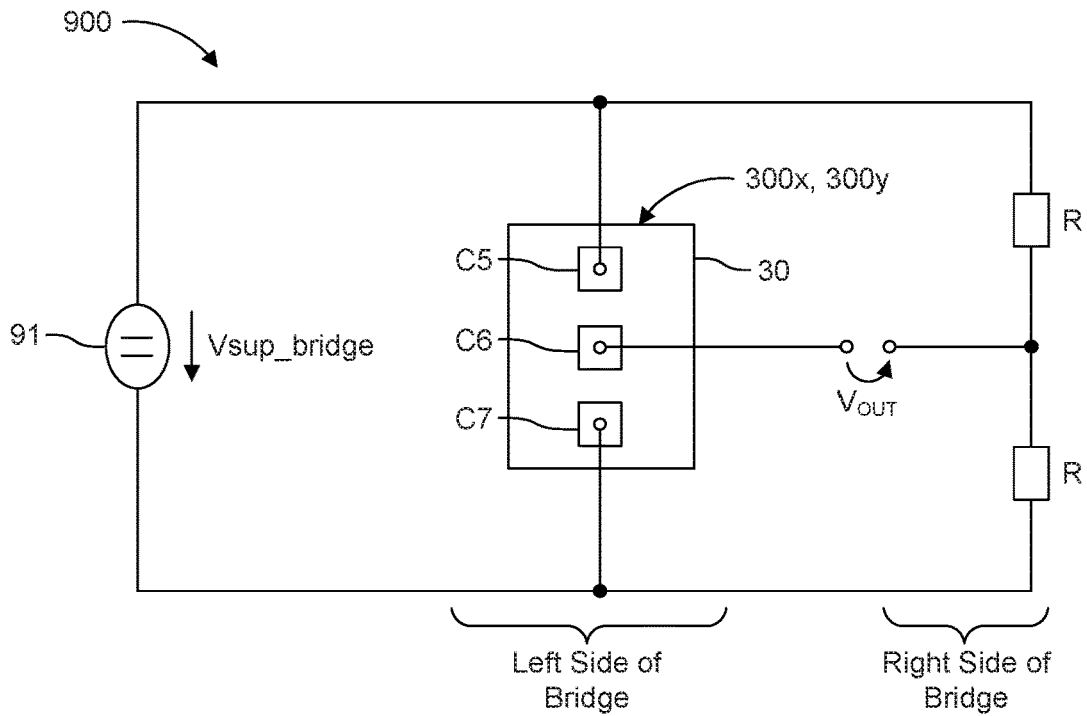 900
300x, 300y
R
C5
30
91
Vsup_bridge
C6
VOUT
C7
R
Left Side of
Bridge
Right Side of
Bridge